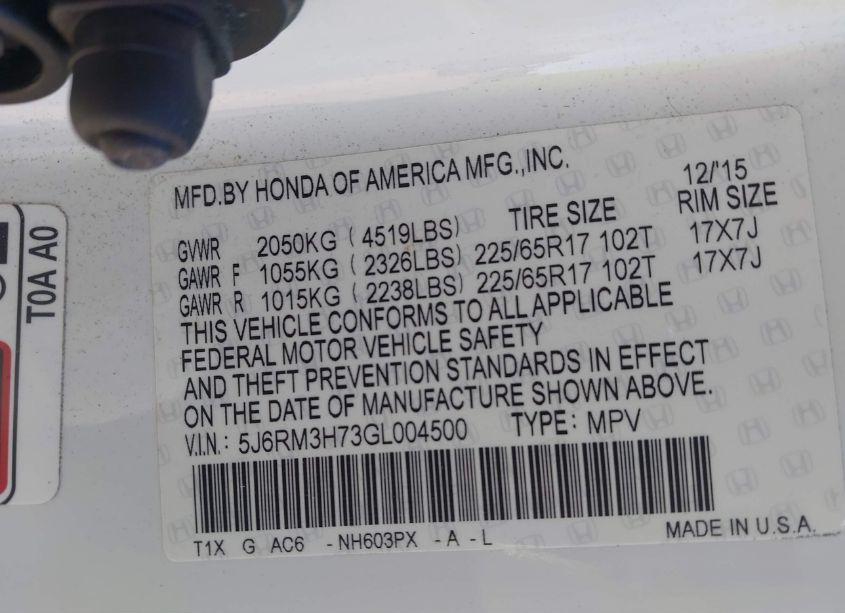 MFD.BY HONDA OF AMERICA MFG.,INC. 12/'15
TIRE SIZE RIM SIZE
GVWR 2050KG ( 4519LBS)
GAWR F 1055KG ( 2326LBS) 225/65R17 102T 17X7J
GAWR R 1015KG ( 2238LBS) 225/65R17 102T 17X7J
THIS VEHICLE CONFORMS TO ALL APPLICABLE
FEDERAL MOTOR VEHICLE SAFETY
AND THEFT PREVENTION STANDARDS IN EFFECT
ON THE DATE OF MANUFACTURE SHOWN ABOVE.
V.I.N.: 5J6RM3H73GL004500 TYPE: MPV
T1X G AC6 -NH603PX -A -L MADE IN U.S.A.
T0A A0